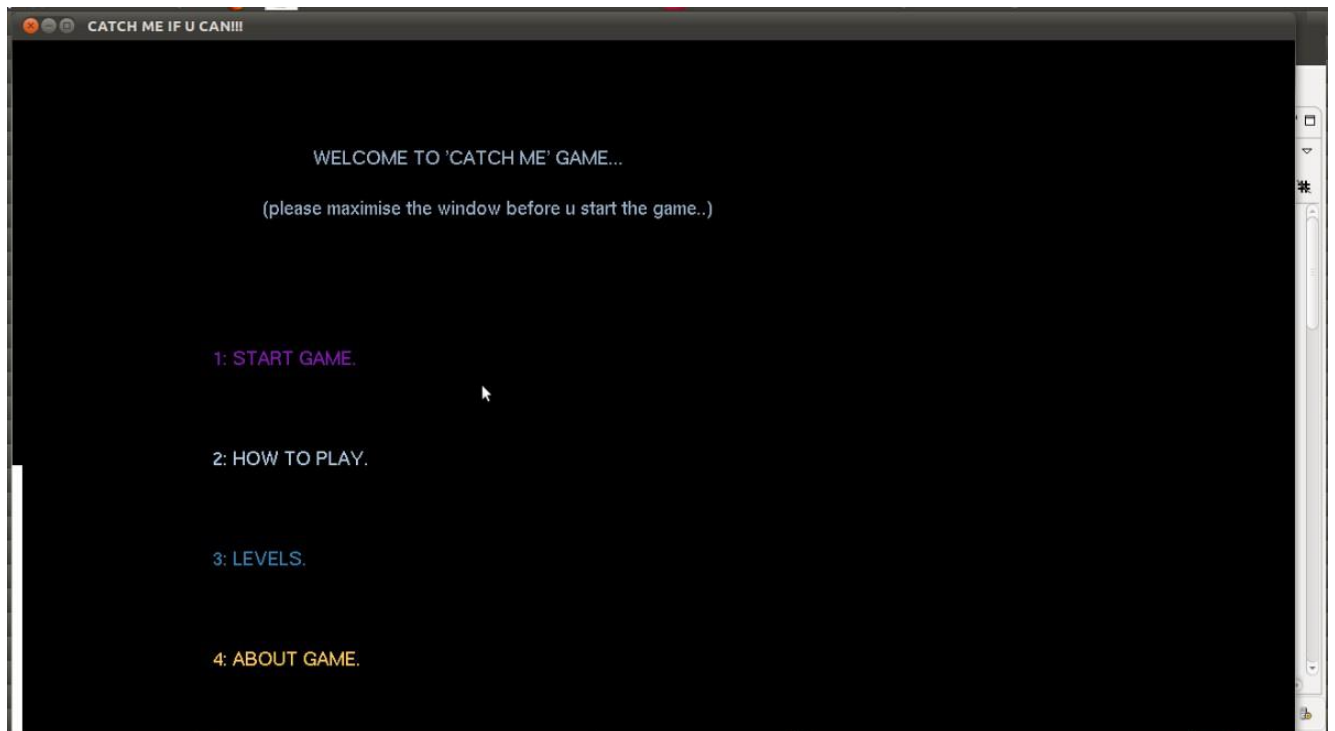 CATCH ME IF U CAN!!!
WELCOME TO 'CATCH ME' GAME...
(please maximise the window before u start the game..)
1: START GAME.
2: HOW TO PLAY.
3: LEVELS.
4: ABOUT GAME.